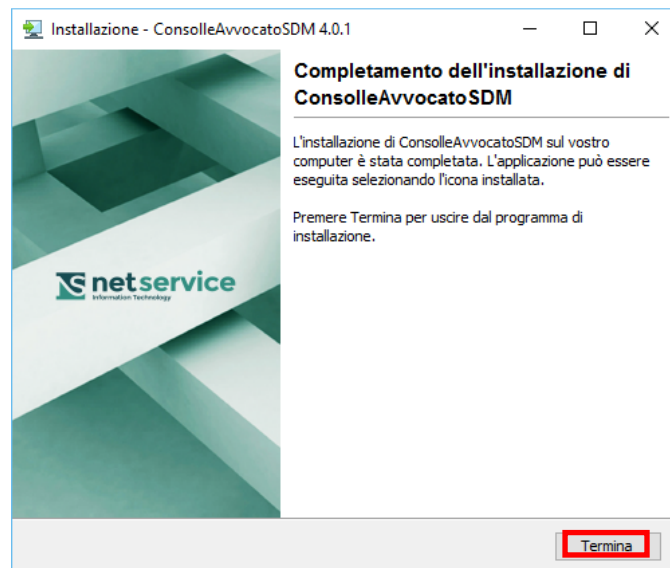 Installazione - ConsolleAvvocatoSDM 4.0.1
Completamento dell'installazione di
ConsolleAvvocatoSDM
L'installazione di ConsolleAvvocatoSDM sul vostro
computer è stata completata. L'applicazione può essere
eseguita selezionando l'icona installata.
Premere Termina per uscire dal programma di
installazione.
netservice
Information Technology
Termina